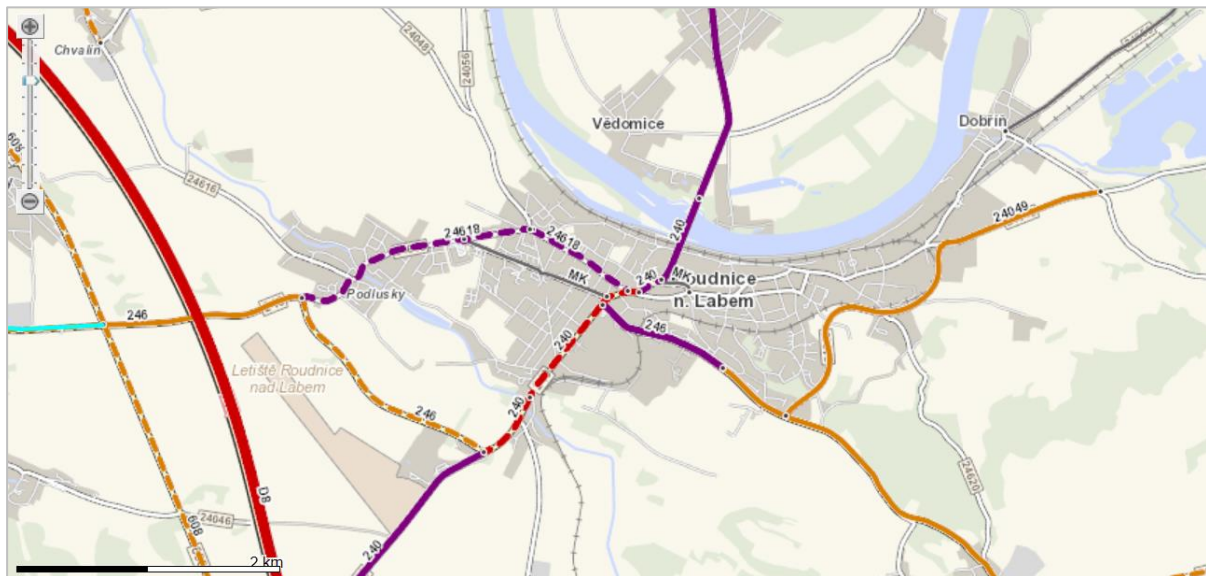 Chvalín
24048
24056
608
Vědomice
Dobřín
24616
24049
24618
24618
240
240
MK
MK
Roudnice
n. Labem
Podlusky
246
246
240
Letiště Roudnice
nad Labem
246
240
24620
D8
24046
608
240
2 km